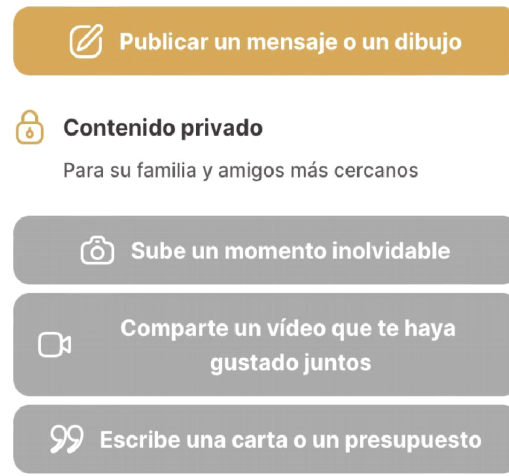 Publicar un mensaje o un dibujo
Contenido privado
Para su familia y amigos más cercanos
Sube un momento inolvidable
Comparte un vídeo que te haya
gustado juntos
Escribe una carta o un presupuesto